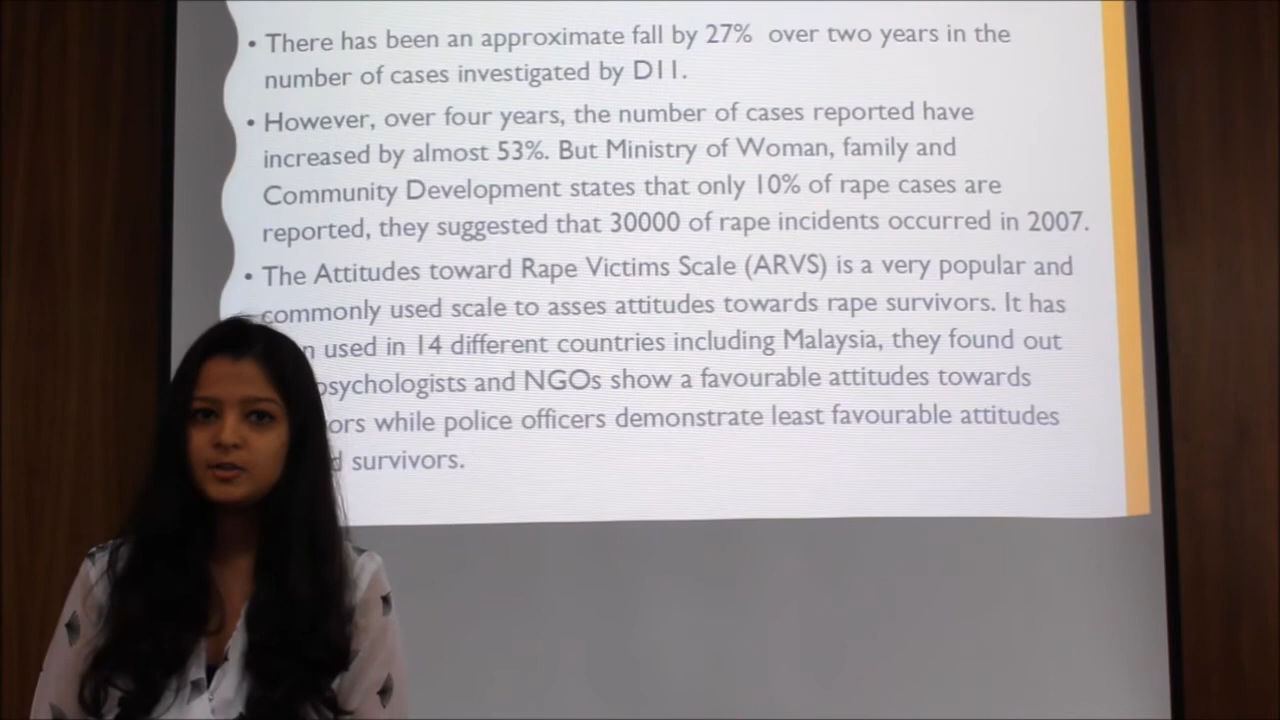 • There has been an approximate fall by 27% over two years in the
number of cases investigated by D11.
• However, over four years, the number of cases reported have
increased by almost 53%. But Ministry of Woman, family and
Community Development states that only 10% of rape cases are
reported, they suggested that 30000 of rape incidents occurred in 2007.
• The Attitudes toward Rape Victims Scale (ARVS) is a very popular and
commonly used scale to asses attitudes towards rape survivors. It has
used in 14 different countries including Malaysia, they found out
psychologists and NGOs show a favourable attitudes towards
while police officers demonstrate least favourable attitudes
survivors.